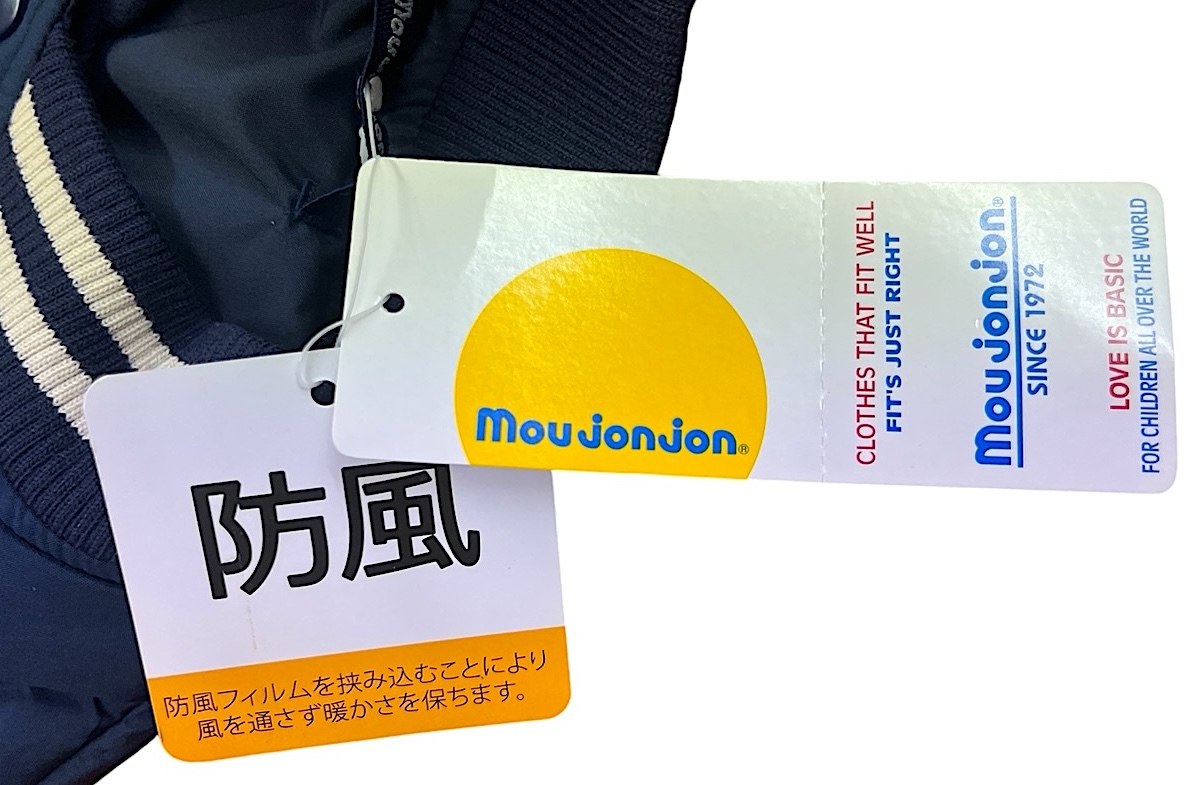 Moujonjon®
CLOTHES THAT FIT WELL
FIT'S JUST RIGHT
moujonjon®
SINCE 1972
LOVE IS BASIC
FOR CHILDREN ALL OVER THE WORLD
防風
防風フィルムを挟み込むことにより
風を通さず暖かさを保ちます。